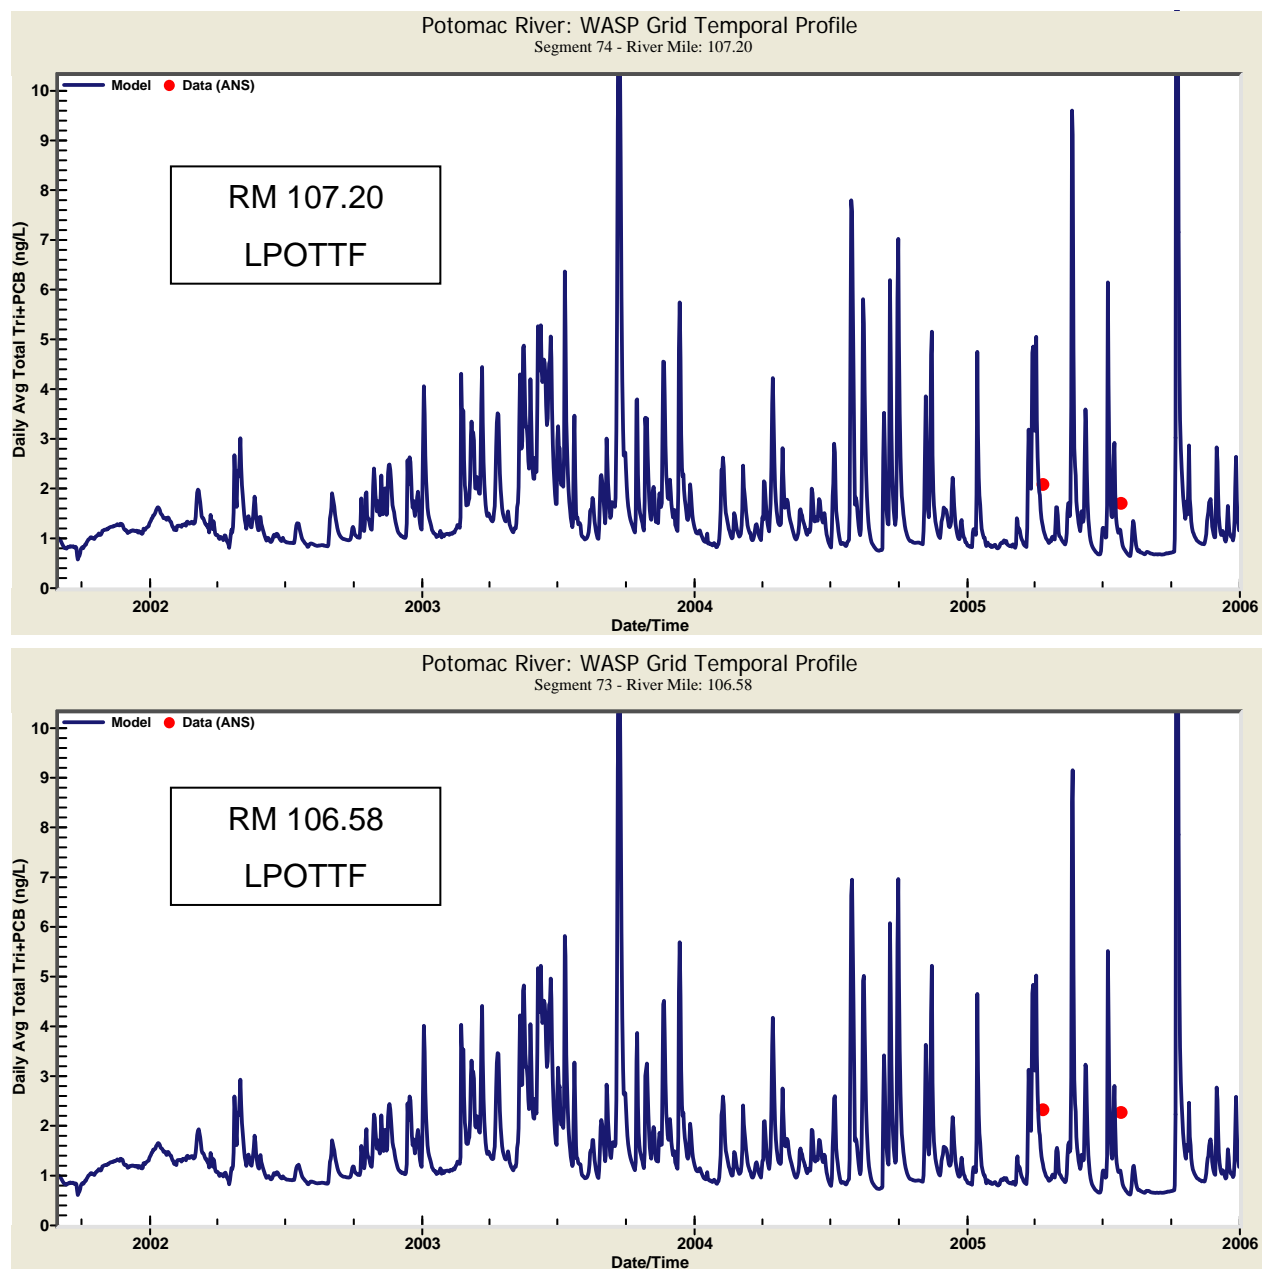 Potomac River: WASP Grid Temporal Profile
Segment 74 - River Mile: 107.20
Model Data (ANS)
RM 107.20
LPOTTF
Daily Avg Total Tri+PCB (ng/L)
10
9
8
7
6
5
4
3
2
1
0
2002 2003 2004 2005 2006
Date/Time
Potomac River: WASP Grid Temporal Profile
Segment 73 - River Mile: 106.58
Model Data (ANS)
RM 106.58
LPOTTF
Daily Avg Total Tri+PCB (ng/L)
10
9
8
7
6
5
4
3
2
1
0
2002 2003 2004 2005 2006
Date/Time